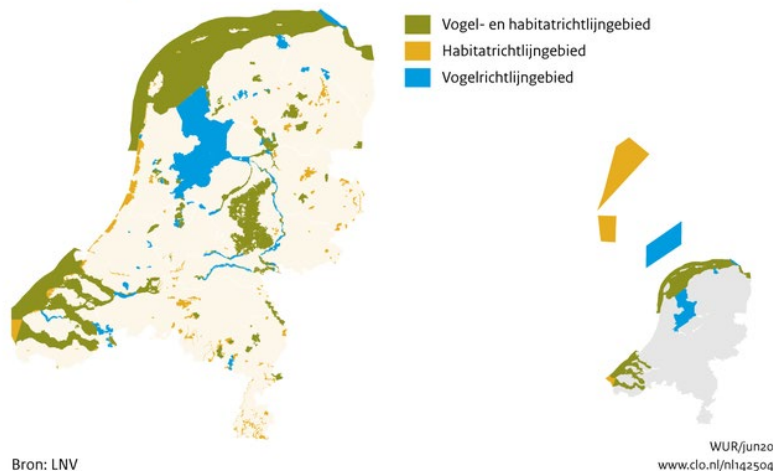 Vogel- en habitatrichtlijngebied
Habitatrichtlijngebied
Vogelrichtlijngebied
Bron: LNV
WUR/jun20
www.clo.nl/nl142504